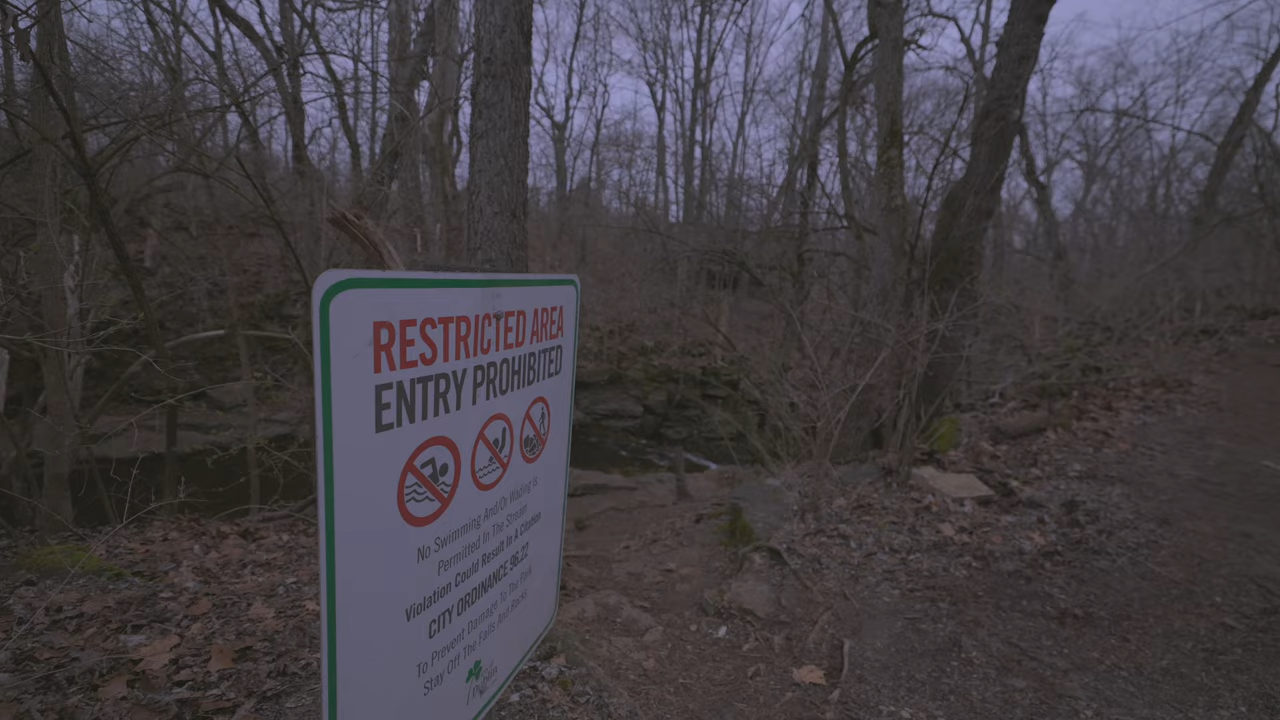 RESTRICTED AREA
ENTRY PROHIBITED
No Swimming And/Or Wading is
Permitted In The Stream
Violation Could Result In A Citation
CITY ORDINANCE 96.22
To Prevent Damage To The Park
Stay Off The Falls And Rocks
Dublin